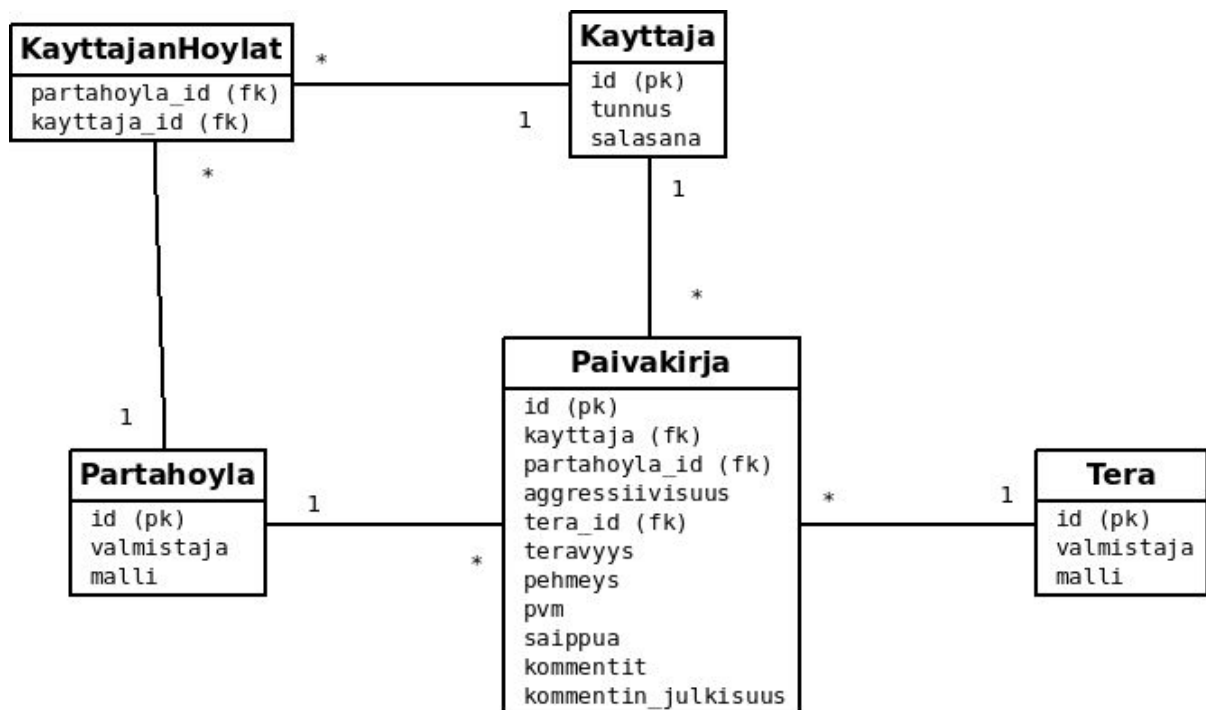 KayttajanHoylat
partahoyla_id (fk)
kayttaja_id (fk)
*
*
Kayttaja
id (pk)
tunnus
salasana
1
1
*
1
Partahoyla
id (pk)
valmistaja
malli
1
*
Paivakirja
id (pk)
kayttaja (fk)
partahoyla_id (fk)
aggressiivisuus
tera_id (fk)
teravyys
pehmeys
pvm
saippua
kommentit
kommentin_julkisuus
*
1
Tera
id (pk)
valmistaja
malli